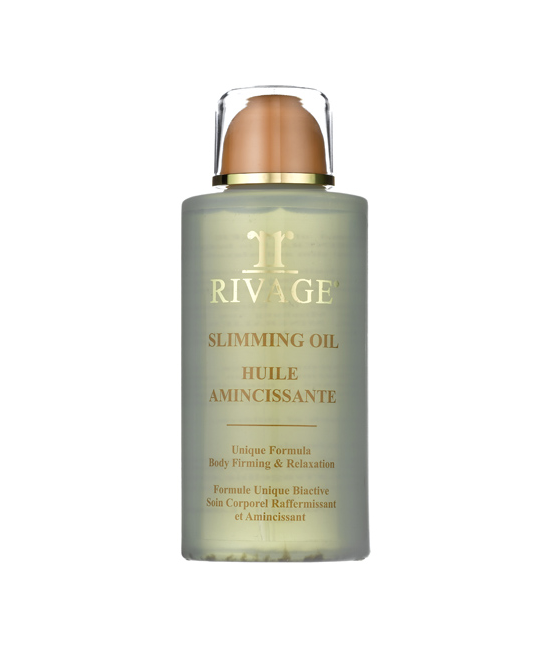 RIVAGE®
SLIMMING OIL
HUILE
AMINCISSANTE
Unique Formula
Body Firming & Relaxation
Formule Unique Biactive
Soin Corporel Raffermissant
et Amincissant